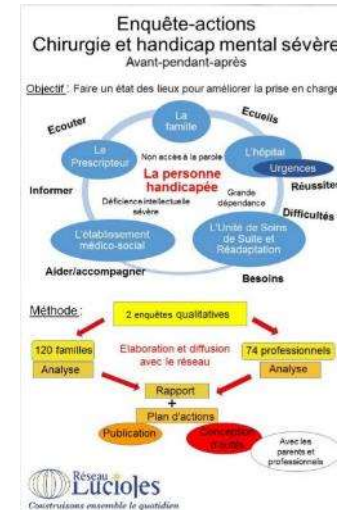 Enquête-actions
Chirurgie et handicap mental sévère
Avant-pendant-après
Objectif : Faire un état des lieux pour améliorer la prise en charge
Ecouter
La
famille
Ecueils
Le
Prescripteur
Non accès à la parole
L'hôpital
Urgences
La personne
handicapée
Informer
Réussites
Déficience intellectuelle
sévère
Grande
dépendance
Difficultés
L'établissement
médico-social
L'Unité de Soins
de Suite et
Réadaptation
Aider/accompagner
Besoins
Méthode :
2 enquêtes qualitatives
120 familles
Analyse
Elaboration et diffusion
avec le réseau
74 professionnels
Analyse
Rapport
+
Plan d'actions
Publication
Conception
Avec les
parents et
professionnels
Réseau
Lucioles
Construisons ensemble le quotidien